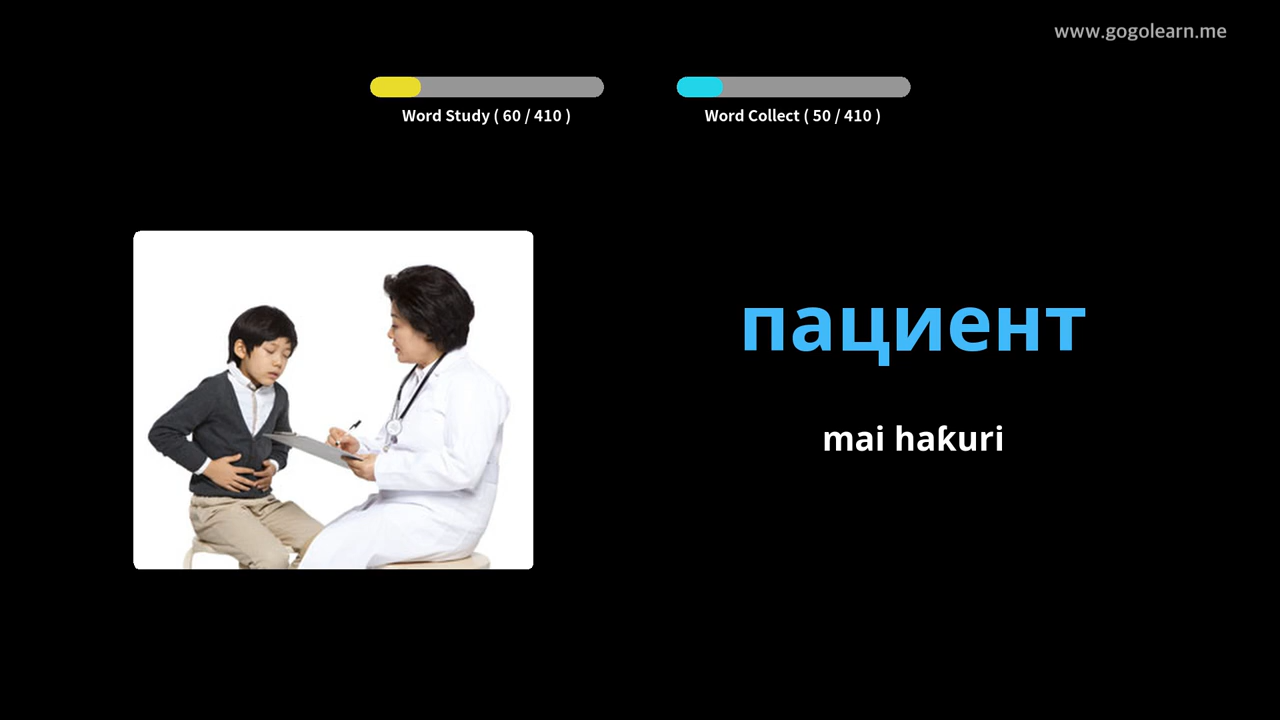 www.gogolearn.me
Word Study ( 60 / 410 )
Word Collect ( 50 / 410 )
пациент
mai haƙuri